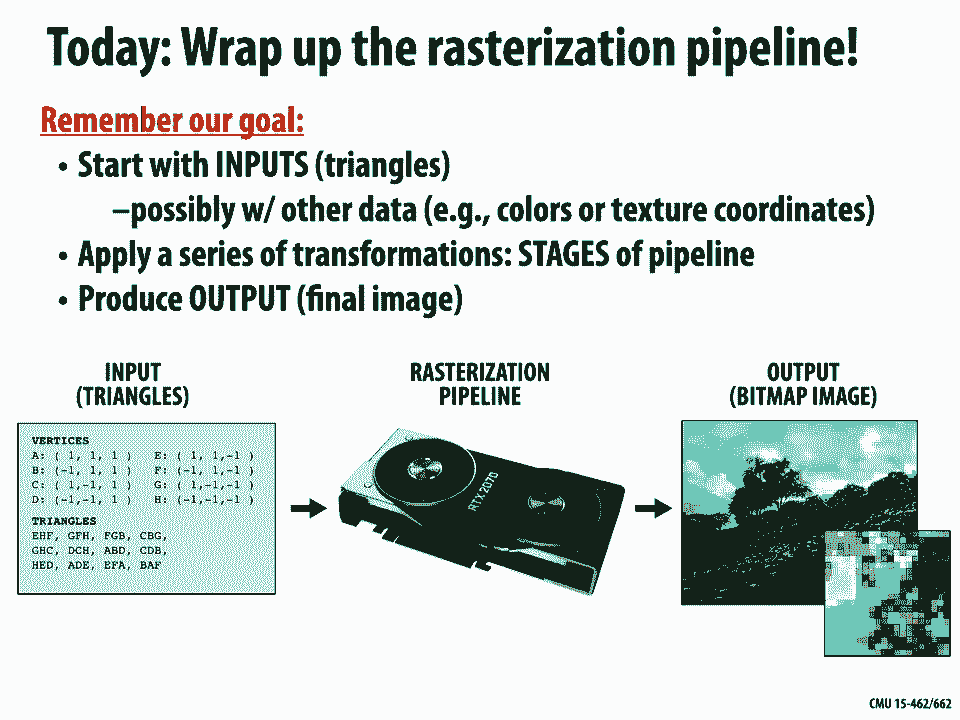 Today: Wrap up the rasterization pipeline!
Remember our goal:
• Start with INPUTS (triangles)
–possibly w/ other data (e.g., colors or texture coordinates)
• Apply a series of transformations: STAGES of pipeline
• Produce OUTPUT (final image)
INPUT
(TRIANGLES)
RASTERIZATION
PIPELINE
OUTPUT
(BITMAP IMAGE)
VERTICES
A: ( 1, 1, 1 ) E: ( 1, 1,-1 )
B: (-1, 1, 1 ) F: (-1, 1,-1 )
C: ( 1,-1, 1 ) G: ( 1,-1,-1 )
D: (-1,-1, 1 ) H: (-1,-1,-1 )
TRIANGLES
EHF, GFH, FGB, CBG,
GHC, DCH, ABD, CDB,
HED, ADE, EFA, BAF
RTX 2070
CMU 15-462/662